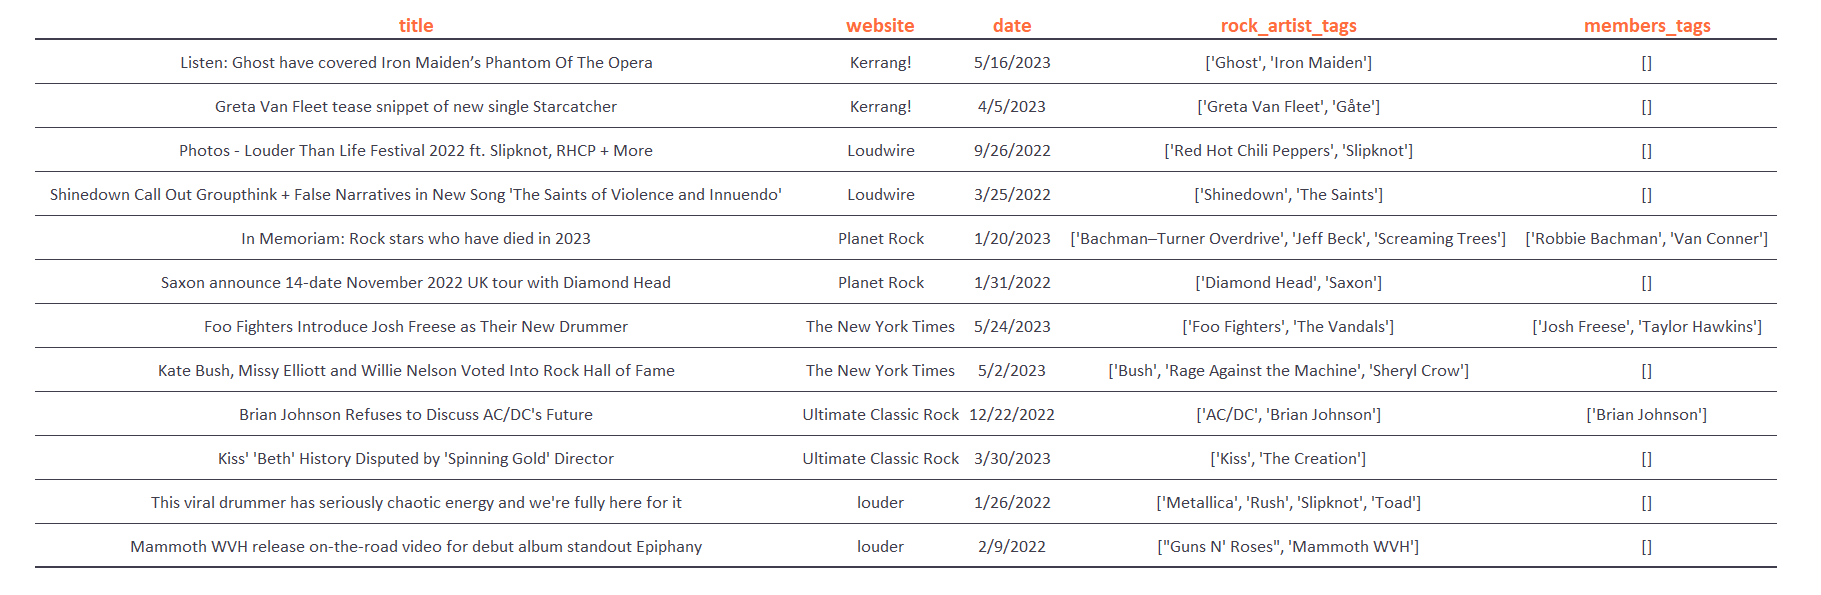 title website date rock_artist_tags members_tags
Listen: Ghost have covered Iron Maiden’s Phantom Of The Opera Kerrang! 5/16/2023 ['Ghost', 'Iron Maiden'] []
Greta Van Fleet tease snippet of new single Starcatcher Kerrang! 4/5/2023 ['Greta Van Fleet', 'Gåte'] []
Photos - Louder Than Life Festival 2022 ft. Slipknot, RHCP + More Loudwire 9/26/2022 ['Red Hot Chili Peppers', 'Slipknot'] []
Shinedown Call Out Groupthink + False Narratives in New Song 'The Saints of Violence and Innuendo' Loudwire 3/25/2022 ['Shinedown', 'The Saints'] []
In Memoriam: Rock stars who have died in 2023 Planet Rock 1/20/2023 ['Bachman–Turner Overdrive', 'Jeff Beck', 'Screaming Trees'] ['Robbie Bachman', 'Van Conner']
Saxon announce 14-date November 2022 UK tour with Diamond Head Planet Rock 1/31/2022 ['Diamond Head', 'Saxon'] []
Foo Fighters Introduce Josh Freese as Their New Drummer The New York Times 5/24/2023 ['Foo Fighters', 'The Vandals'] ['Josh Freese', 'Taylor Hawkins']
Kate Bush, Missy Elliott and Willie Nelson Voted Into Rock Hall of Fame The New York Times 5/2/2023 ['Bush', 'Rage Against the Machine', 'Sheryl Crow'] []
Brian Johnson Refuses to Discuss AC/DC's Future Ultimate Classic Rock 12/22/2022 ['AC/DC', 'Brian Johnson'] ['Brian Johnson']
Kiss' 'Beth' History Disputed by 'Spinning Gold' Director Ultimate Classic Rock 3/30/2023 ['Kiss', 'The Creation'] []
This viral drummer has seriously chaotic energy and we're fully here for it louder 1/26/2022 ['Metallica', 'Rush', 'Slipknot', 'Toad'] []
Mammoth WVH release on-the-road video for debut album standout Epiphany louder 2/9/2022 ["Guns N' Roses", 'Mammoth WVH'] []